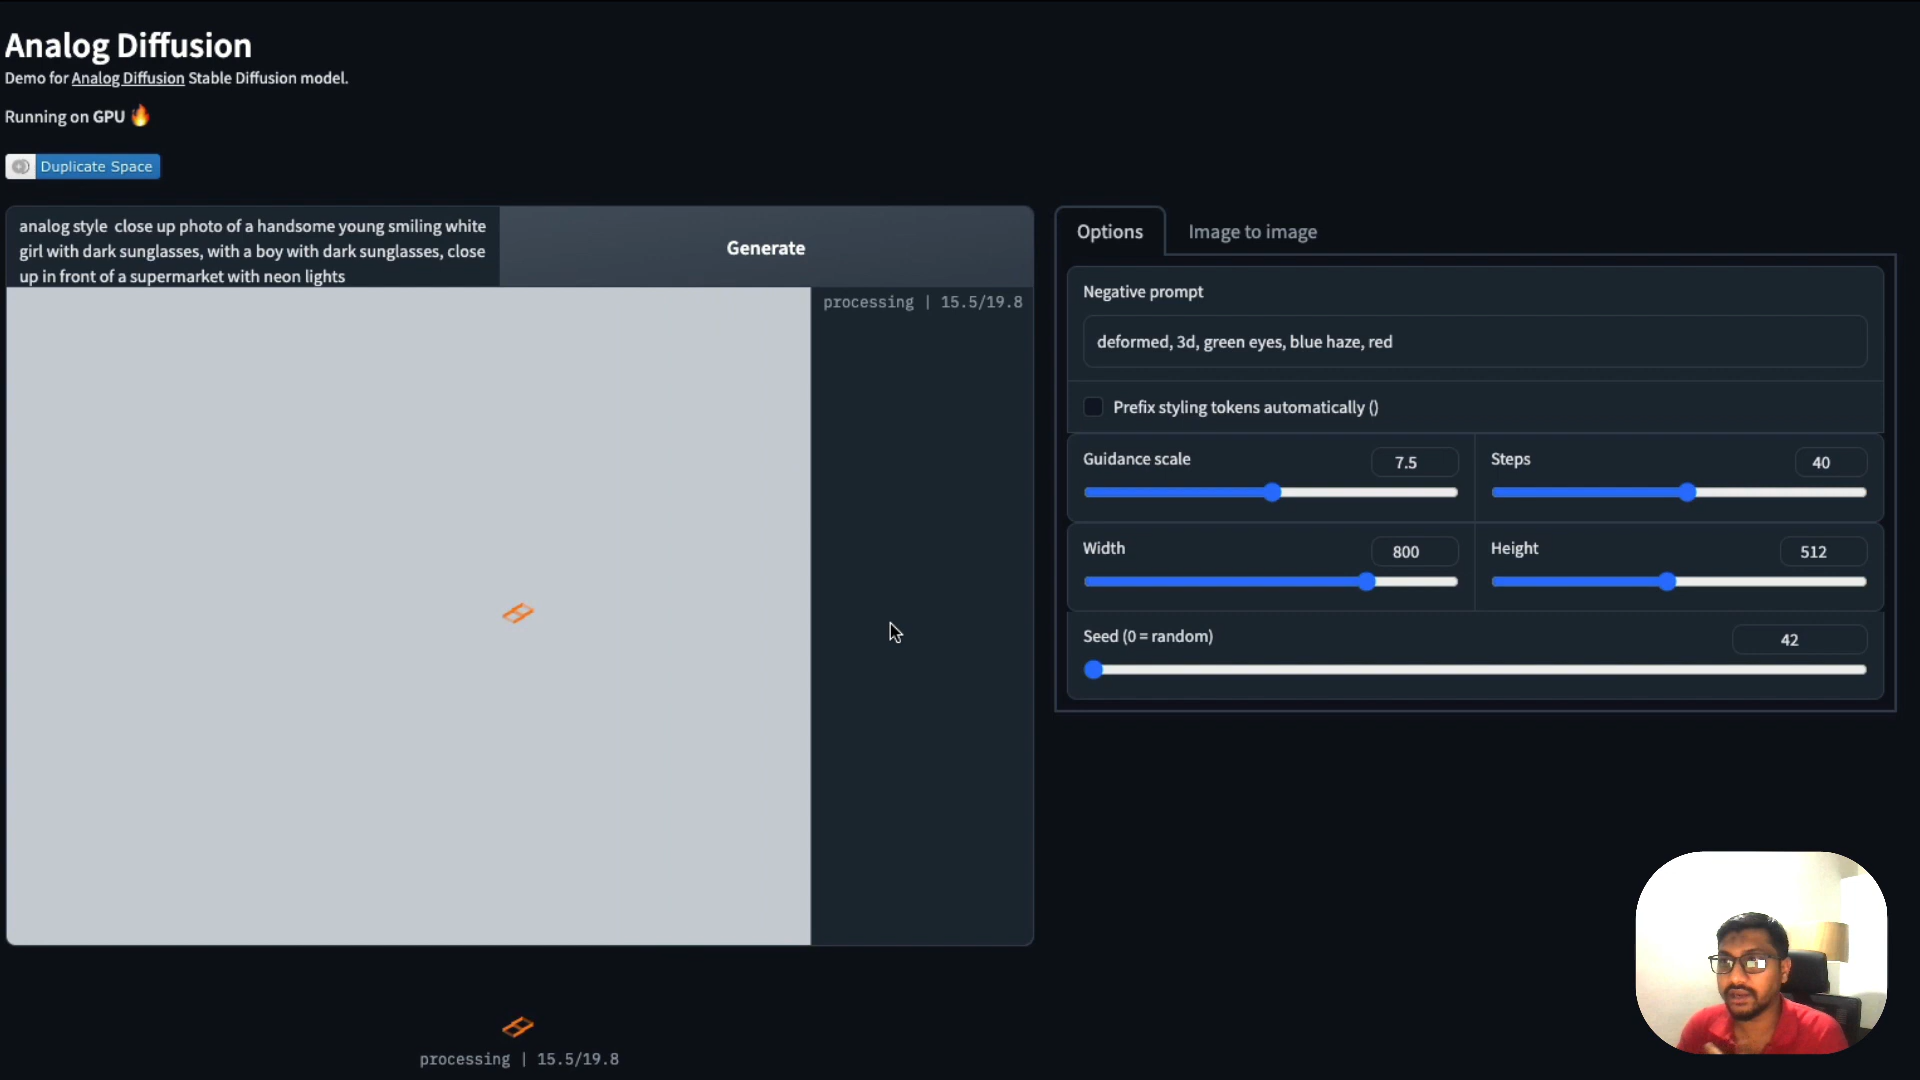 Analog Diffusion
Demo for Analog Diffusion Stable Diffusion model.
Running on GPU 🔥
Duplicate Space
analog style  close up photo of a handsome young smiling white
girl with dark sunglasses, with a boy with dark sunglasses, close
up in front of a supermarket with neon lights
Generate
processing | 15.5/19.8
processing | 15.5/19.8
Options
Image to image
Negative prompt
deformed, 3d, green eyes, blue haze, red
Prefix styling tokens automatically ()
Guidance scale
7.5
Steps
40
Width
800
Height
512
Seed (0 = random)
42